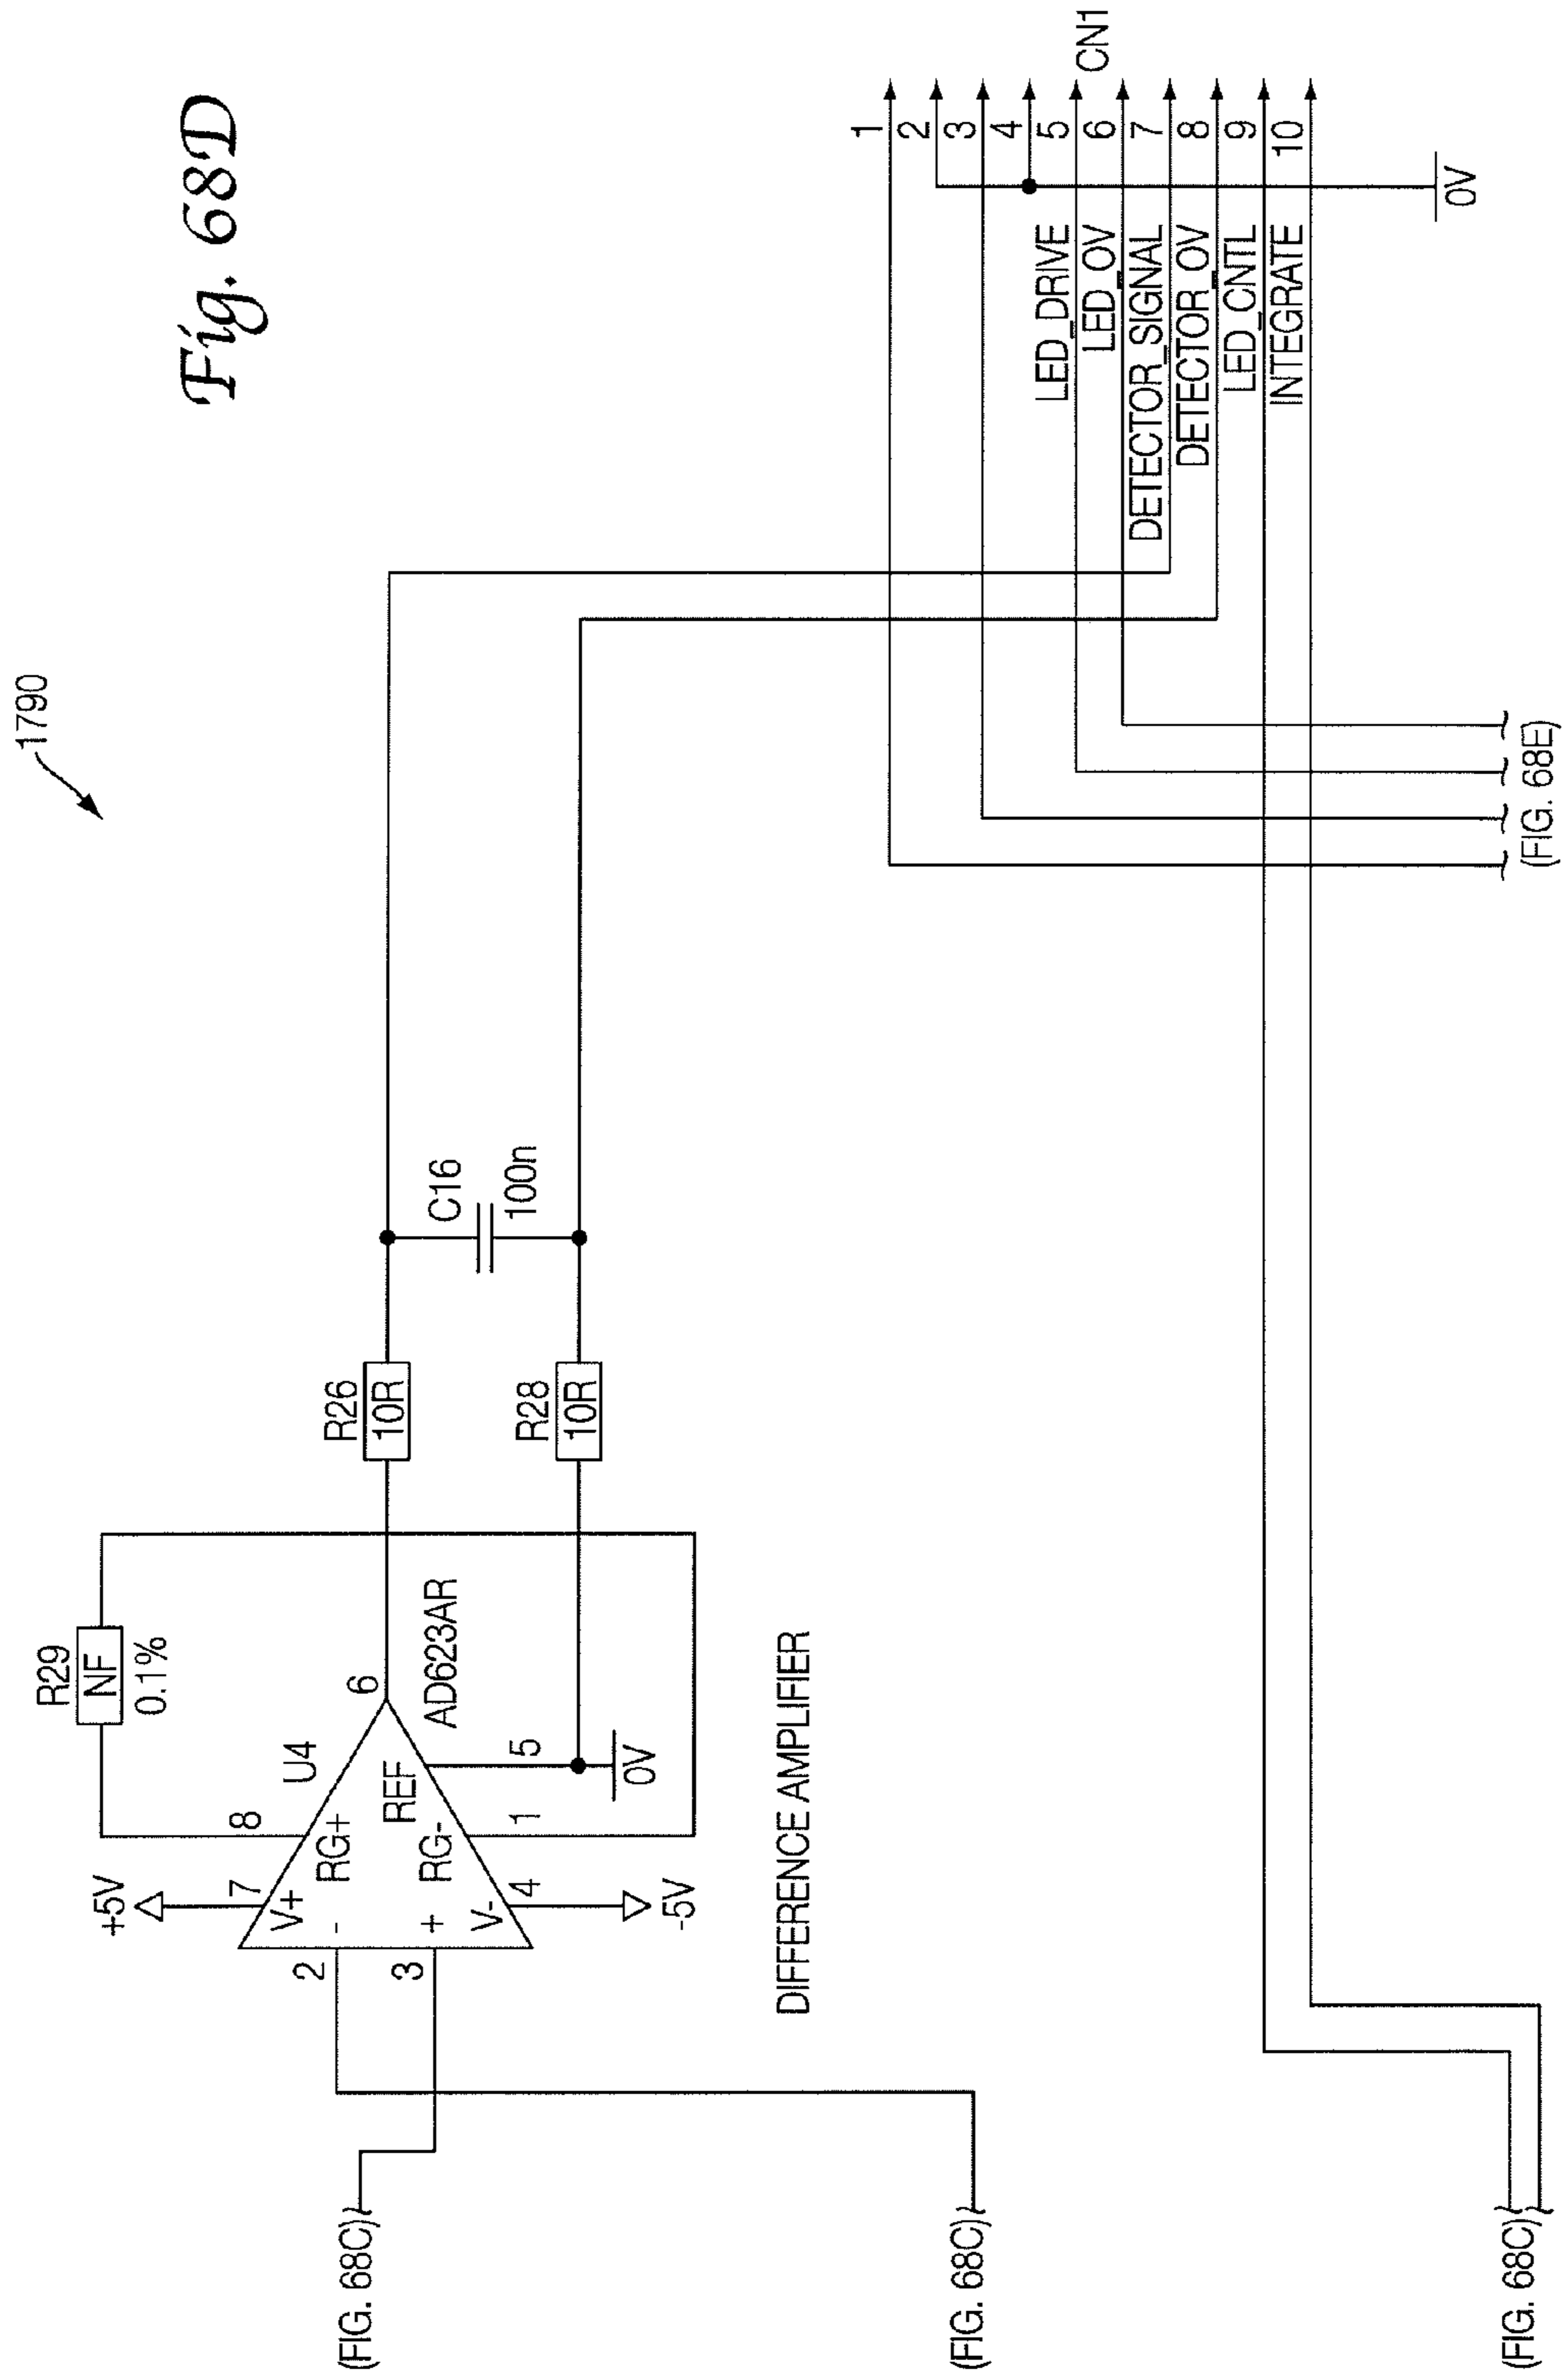 1790
Fig. 68D
R29
NF
0.1%
+5V
7
V+
8
RG+
U4
2
-
3
+
REF
6
RG-
V-
4
1
5
AD623AR
-5V
0V
R26
10R
R28
10R
C16
100n
DIFFERENCE AMPLIFIER
(FIG. 68C)
(FIG. 68C)
(FIG. 68C)
1
2
3
4
LED_DRIVE 5
CN1
LED_OV 6
DETECTOR_SIGNAL 7
DETECTOR_OV 8
LED_CNTL 9
INTEGRATE 10
0V
(FIG. 68E)